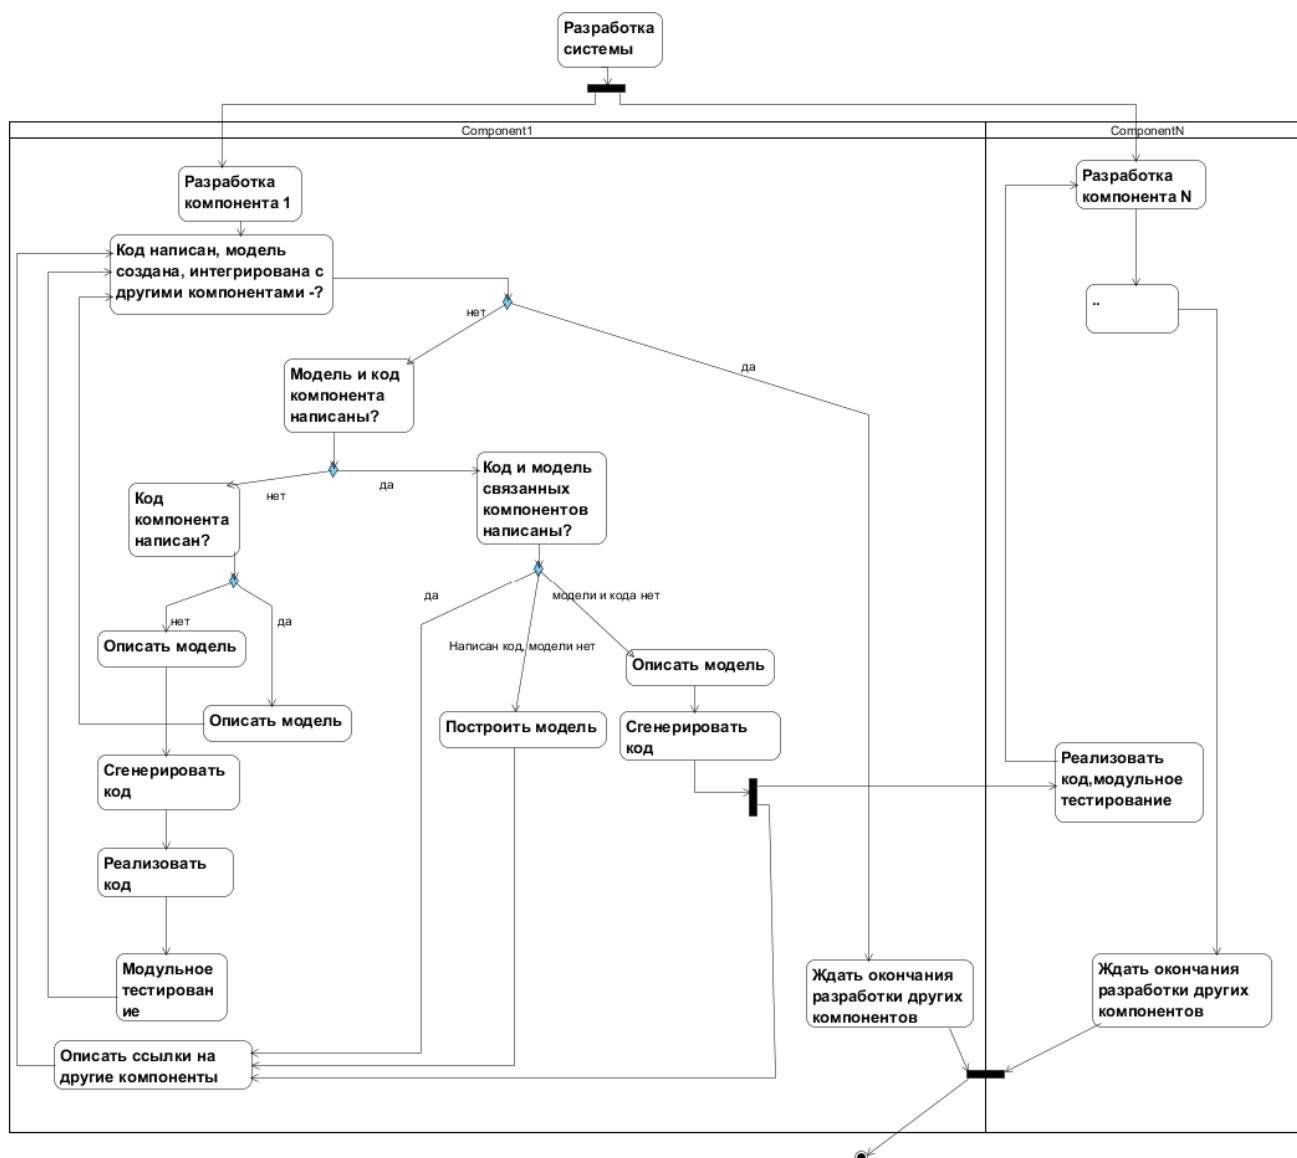 Разработка
системы
Component1
ComponentN
Разработка
компонента 1
Разработка
компонента N
Код написан, модель
создана, интегрирована с
другими компонентами -?
..
нет
да
Модель и код
компонента
написаны?
нет
да
Код
компонента
написан?
Код и модель
связанных
компонентов
написаны?
нет
да
да
модели и кода нет
Написан код, модели нет
Описать модель
Описать модель
Описать модель
Построить модель
Сгенерировать
код
Сгенерировать
код
Реализовать
код,модульное
тестирование
Реализовать
код
Модульное
тестирован
ие
Ждать окончания
разработки других
компонентов
Ждать окончания
разработки других
компонентов
Описать ссылки на
другие компоненты